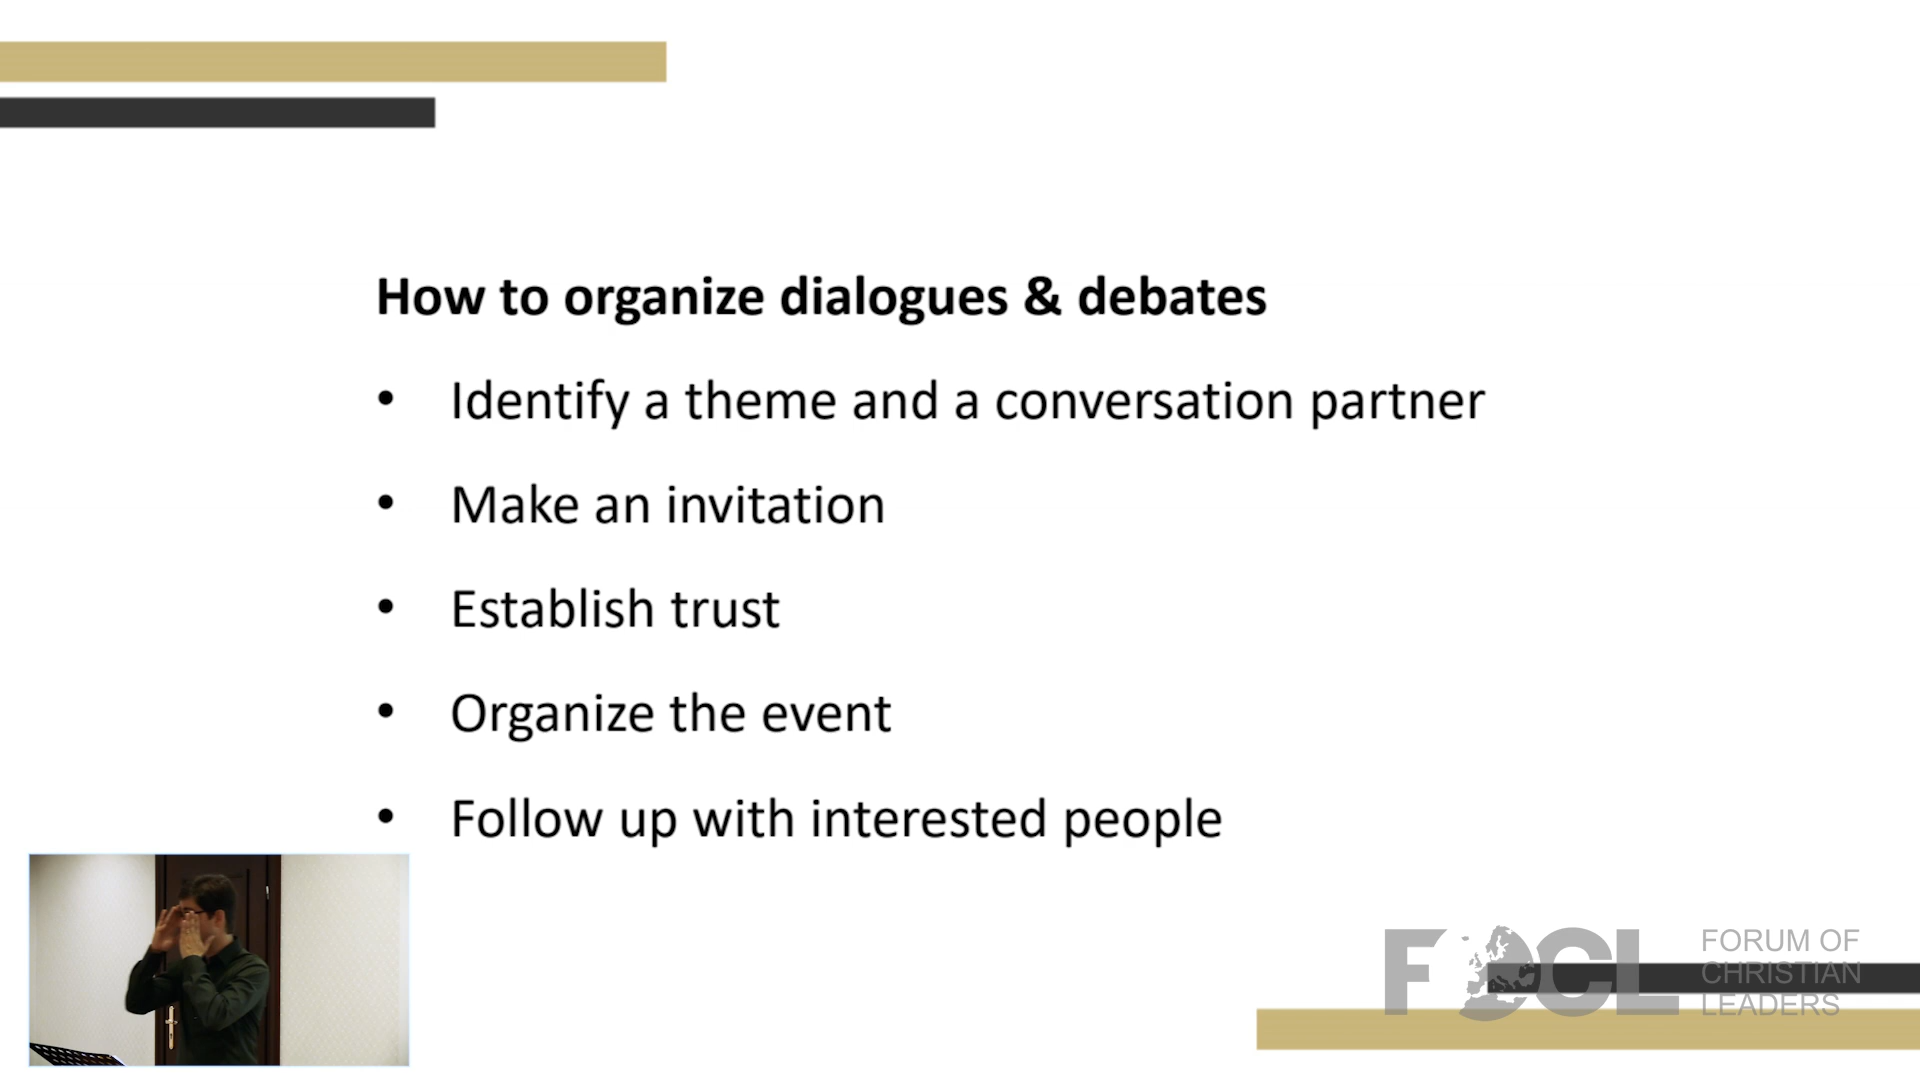 How to organize dialogues & debates
• Identify a theme and a conversation partner
• Make an invitation
• Establish trust
• Organize the event
• Follow up with interested people
FOCL
FORUM OF
CHRISTIAN
LEADERS